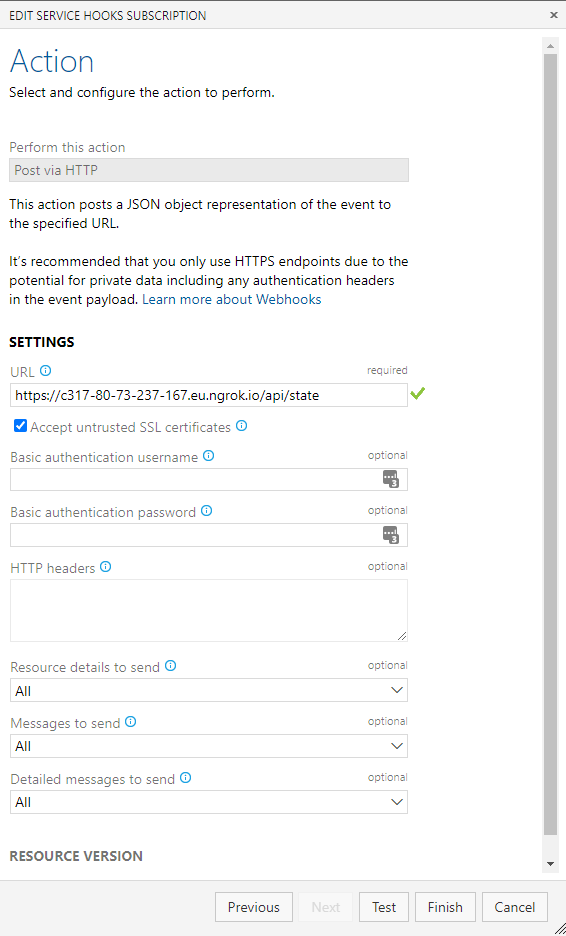 EDIT SERVICE HOOKS SUBSCRIPTION
Action
Select and configure the action to perform.
Perform this action
Post via HTTP
This action posts a JSON object representation of the event to
the specified URL.
It's recommended that you only use HTTPS endpoints due to the
potential for private data including any authentication headers
in the event payload. Learn more about Webhooks
SETTINGS
URL required
https://c317-80-73-237-167.eu.ngrok.io/api/state
Accept untrusted SSL certificates
Basic authentication username optional
3
Basic authentication password optional
3
HTTP headers optional
Resource details to send optional
All
Messages to send optional
All
Detailed messages to send optional
All
RESOURCE VERSION
Previous Next Test Finish Cancel